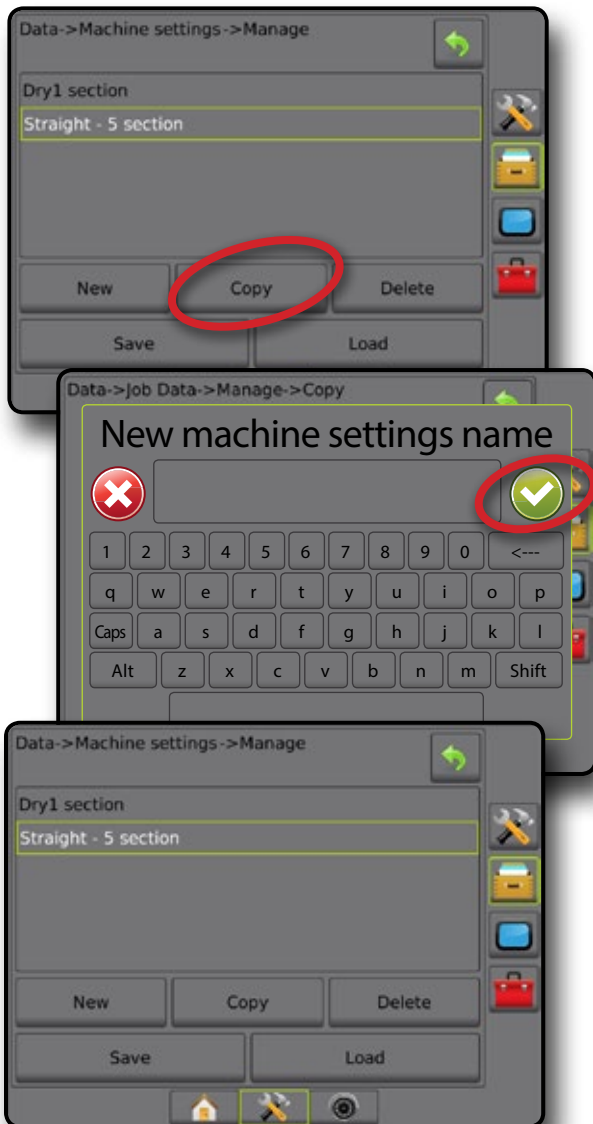 Data->Machine settings->Manage
Dry1 section
Straight - 5 section
New Copy Delete
Save Load
Data->Job Data->Manage->Copy
New machine settings name
1 2 3 4 5 6 7 8 9 0 <---
q w e r t y u i o p
Caps a s d f g h j k l
Alt z x c v b n m Shift
Data->Machine settings->Manage
Dry1 section
Straight - 5 section
New Copy Delete
Save Load